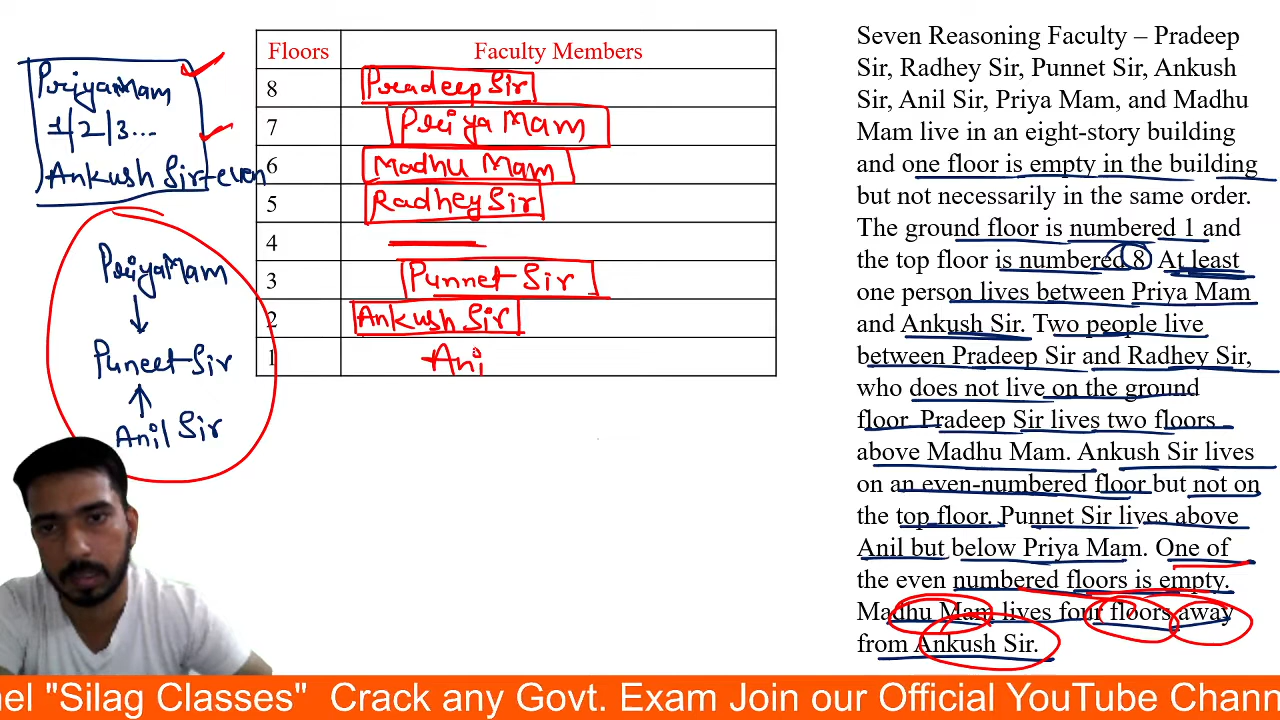 Priya Mam
1/2/3...
Ankush Sir - even
Priya Mam
Puneet Sir
Anil Sir
Floors Faculty Members
8 Pradeep Sir
7 Priya Mam
6 Madhu Mam
5 Radhey Sir
4
3 Punnet Sir
2 Ankush Sir
1 Ani
Seven Reasoning Faculty – Pradeep
Sir, Radhey Sir, Punnet Sir, Ankush
Sir, Anil Sir, Priya Mam, and Madhu
Mam live in an eight-story building
and one floor is empty in the building
but not necessarily in the same order.
The ground floor is numbered 1 and
the top floor is numbered 8. At least
one person lives between Priya Mam
and Ankush Sir. Two people live
between Pradeep Sir and Radhey Sir,
who does not live on the ground
floor. Pradeep Sir lives two floors
above Madhu Mam. Ankush Sir lives
on an even-numbered floor but not on
the top floor. Punnet Sir lives above
Anil but below Priya Mam. One of
the even numbered floors is empty.
Madhu Mam lives four floors away
from Ankush Sir.
nel "Silag Classes" Crack any Govt. Exam Join our Official YouTube Chann